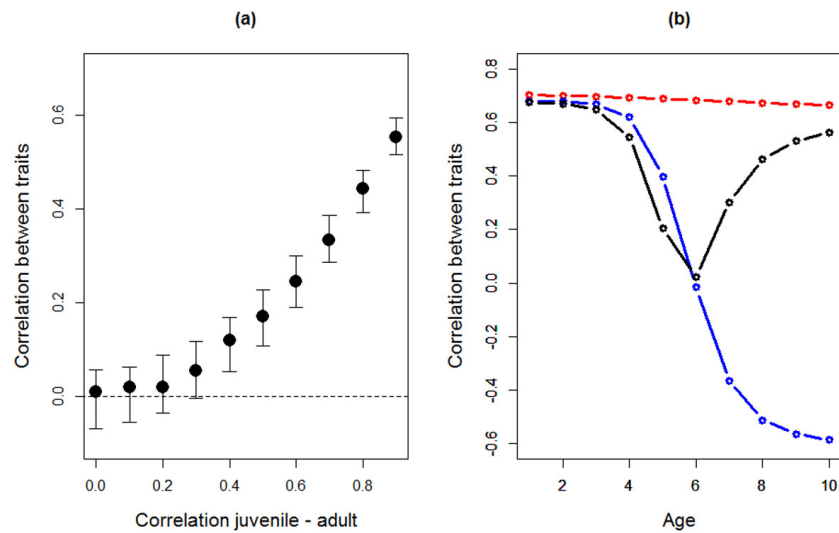 (a)
Correlation between traits
0.6
0.4
0.2
0.0
0.0 0.2 0.4 0.6 0.8
Correlation juvenile - adult
(b)
Correlation between traits
0.8
0.6
0.4
0.2
0.0
-0.2
-0.4
-0.6
2 4 6 8 10
Age